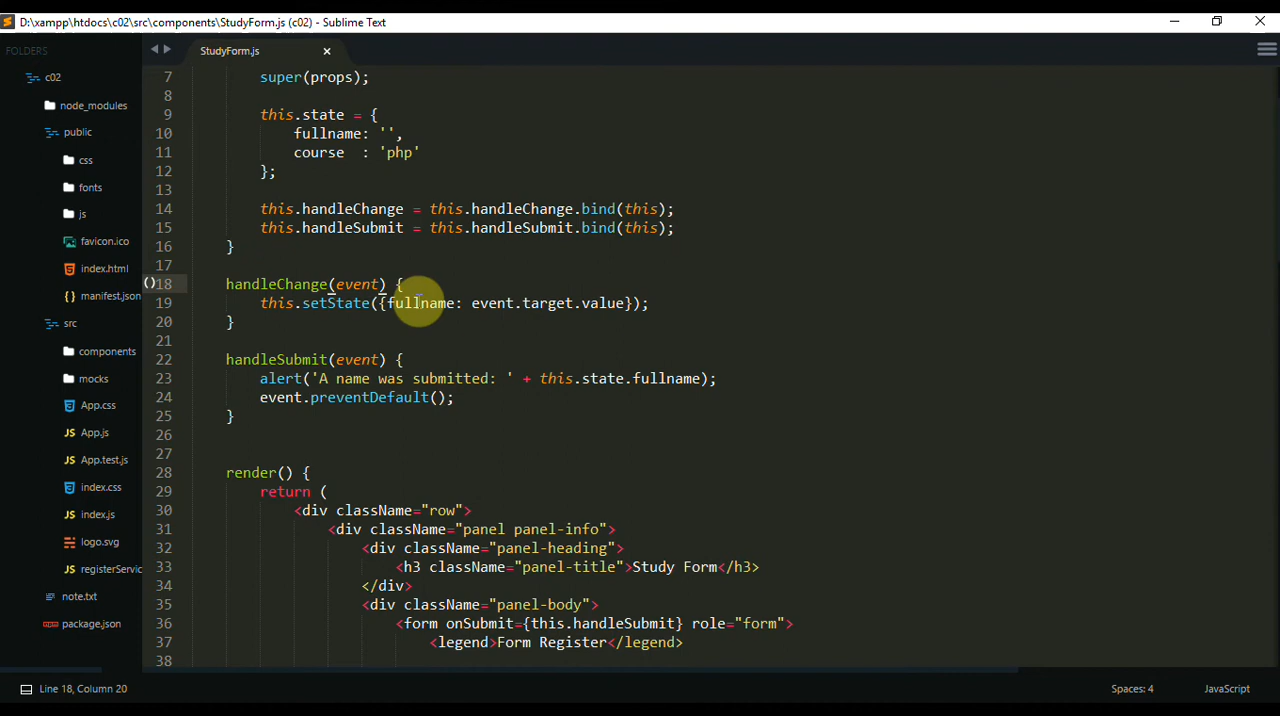 D:\xampp\htdocs\c02\src\components\StudyForm.js (c02) - Sublime Text
FOLDERS
c02
node_modules
public
css
fonts
js
favicon.ico
index.html
manifest.json
src
components
mocks
App.css
JS App.js
JS App.test.js
index.css
JS index.js
logo.svg
JS registerServic
note.txt
package.json
StudyForm.js
7 super(props);
8
9 this.state = {
10 fullname: '',
11 course : 'php'
12 };
13
14 this.handleChange = this.handleChange.bind(this);
15 this.handleSubmit = this.handleSubmit.bind(this);
16 }
17
()18 handleChange(event) {
19 this.setState({fullname: event.target.value});
20 }
21
22 handleSubmit(event) {
23 alert('A name was submitted: ' + this.state.fullname);
24 event.preventDefault();
25 }
26
27
28 render() {
29 return (
30 <div className="row">
31 <div className="panel panel-info">
32 <div className="panel-heading">
33 <h3 className="panel-title">Study Form</h3>
34 </div>
35 <div className="panel-body">
36 <form onSubmit={this.handleSubmit} role="form">
37 <legend>Form Register</legend>
38
Line 18, Column 20
Spaces: 4
JavaScript